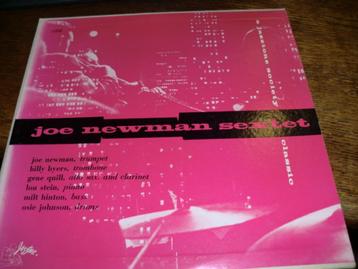 a jazztone society classic
joe newman sextet
joe newman, trumpet
billy byers, trombone
gene quill, alto sax. and clarinet
lou stein, piano
milt hinton, bass
osie johnson, drums